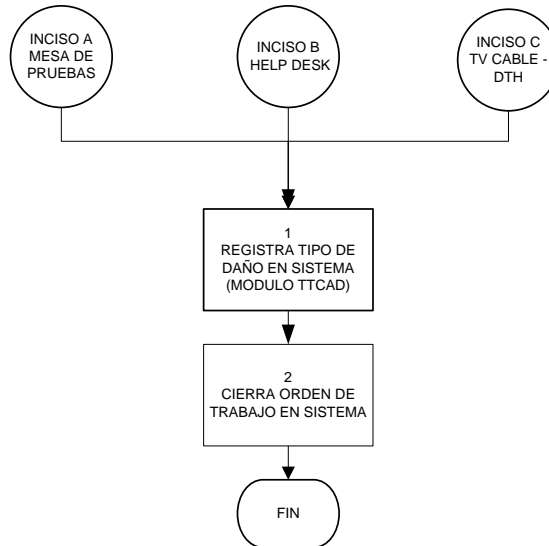 INCISO A
MESA DE
PRUEBAS
INCISO B
HELP DESK
INCISO C
TV CABLE -
DTH
1
REGISTRA TIPO DE
DAÑO EN SISTEMA
(MODULO TTCAD)
2
CIERRA ORDEN DE
TRABAJO EN SISTEMA
FIN